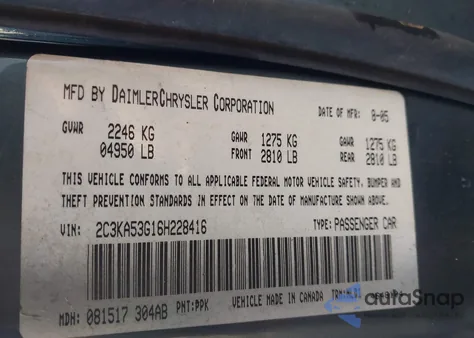 MFD BY DAIMLERCHRYSLER CORPORATION DATE OF MFR: 8-05
GVWR 2246 KG GAWR 1275 KG GAWR 1275 KG
04950 LB FRONT 2810 LB REAR 2810 LB
THIS VEHICLE CONFORMS TO ALL APPLICABLE FEDERAL MOTOR VEHICLE SAFETY, BUMPER AND
THEFT PREVENTION STANDARDS IN EFFECT ON THE DATE OF MANUFACTURE SHOWN ABOVE.
VIN: 2C3KA53G16H228416 TYPE: PASSENGER CAR
MDH: 081517 304AB PNT: PPK VEHICLE MADE IN CANADA
autoSnap